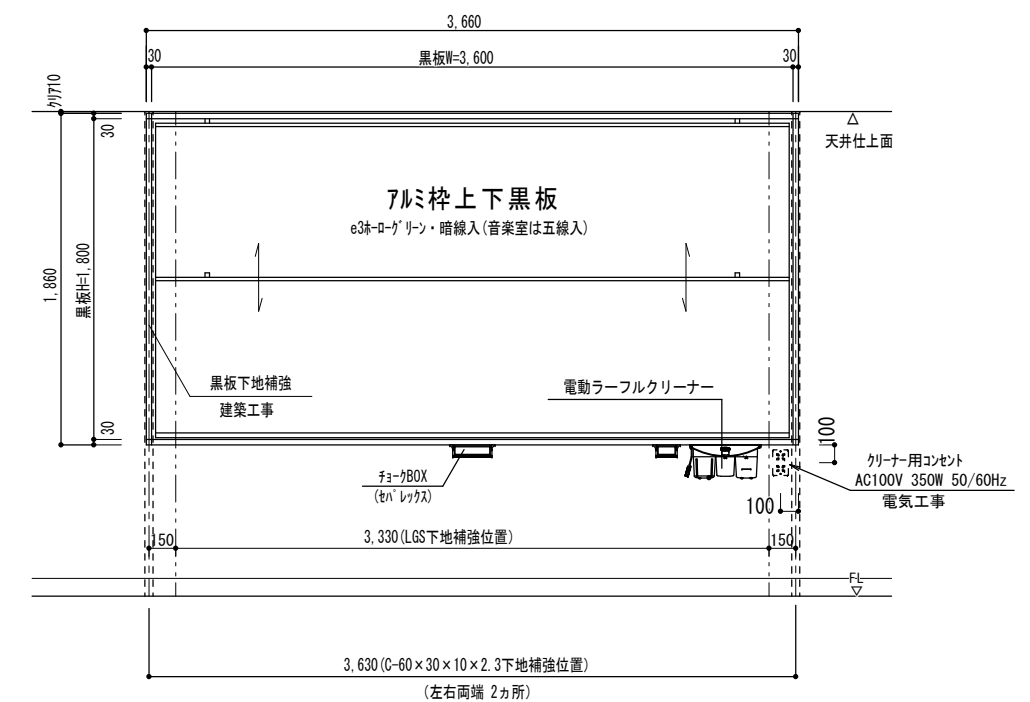 3,660
30
黒板W=3,600
30
ｸﾘｱ10
30
天井仕上面
ｱﾙﾐ枠上下黒板
e3ﾎｰﾛｰｸﾞﾘｰﾝ・暗線入(音楽室は五線入)
1,860
黒板H=1,800
黒板下地補強
建築工事
電動ラーフルクリーナー
30
100
ﾁｮｰｸBOX
(ｾﾊﾟﾚｯｸｽ)
ｸﾘｰﾅｰ用ｺﾝｾﾝﾄ
AC100V 350W 50/60Hz
電気工事
100
150
3,330(LGS下地補強位置)
150
FL
3,630(C-60×30×10×2.3下地補強位置)
(左右両端 2ヵ所)